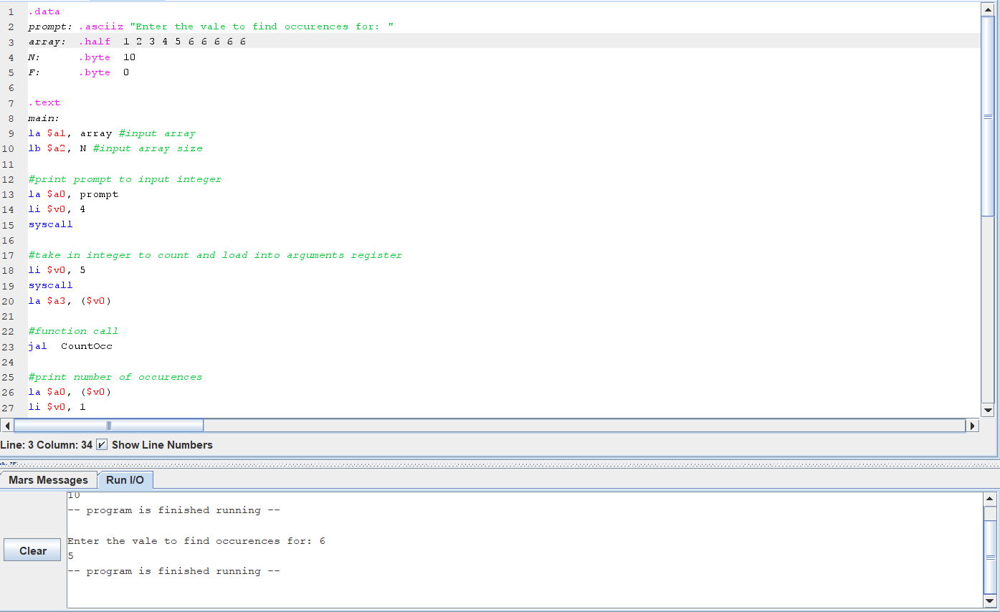 1 .data
2 prompt: .asciiz "Enter the vale to find occurences for: "
3 array: .half 1 2 3 4 5 6 6 6 6 6
4 N: .byte 10
5 F: .byte 0
6
7 .text
8 main:
9 la $a1, array #input array
10 lb $a2, N #input array size
11
12 #print prompt to input integer
13 la $a0, prompt
14 li $v0, 4
15 syscall
16
17 #take in integer to count and load into arguments register
18 li $v0, 5
19 syscall
20 la $a3, ($v0)
21
22 #function call
23 jal CountOcc
24
25 #print number of occurences
26 la $a0, ($v0)
27 li $v0, 1
Line: 3 Column: 34 Show Line Numbers
Mars Messages Run I/O
10
-- program is finished running --
Enter the vale to find occurences for: 6
5
-- program is finished running --
Clear